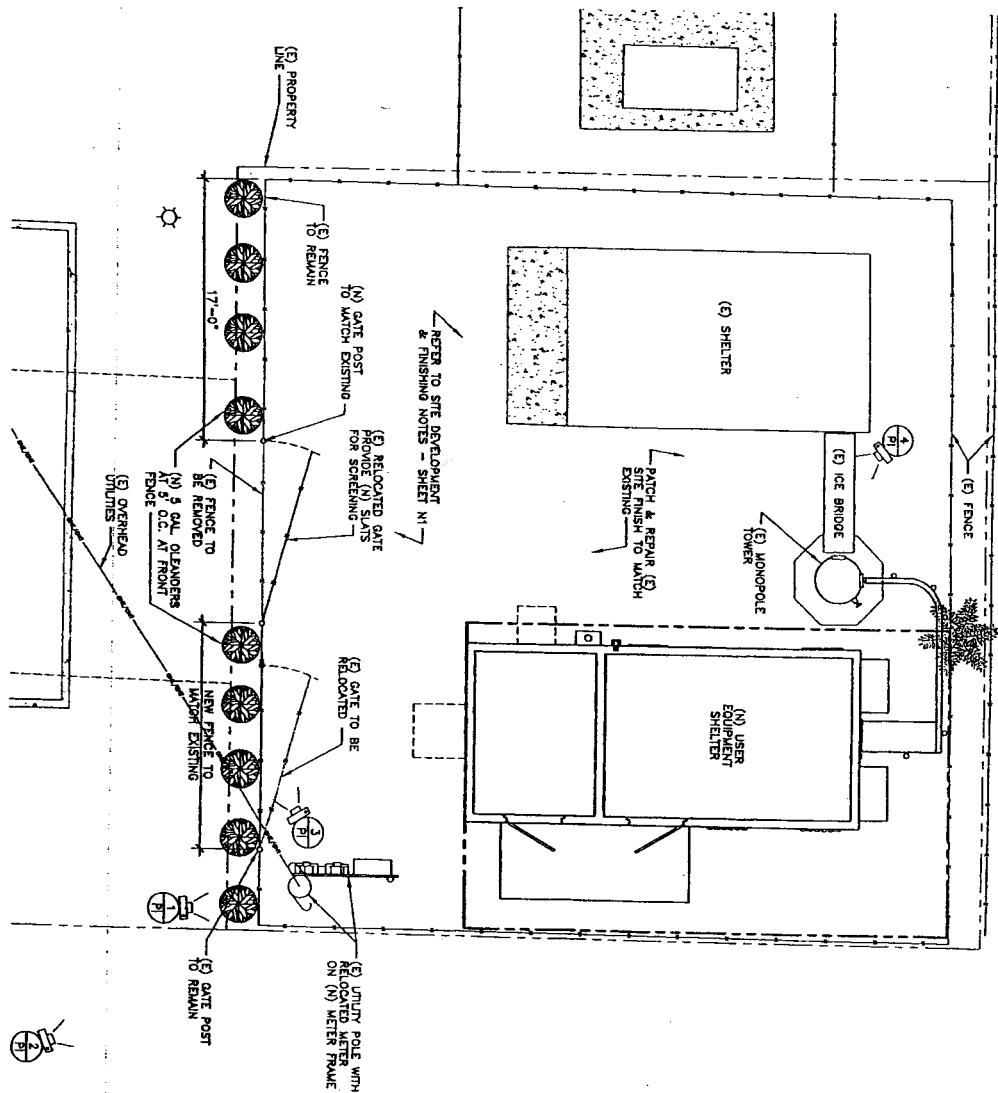 (E) PROPERTY
LINE
(E) FENCE
TO REMAIN
17'-0"
(N) GATE POST
TO MATCH EXISTING
REFER TO SITE DEVELOPMENT
& FINISHING NOTES - SHEET N1
(E) SHELTER
4
P1
(E) ICE BRIDGE
(E) FENCE
(E) MONOPOLE
TOWER
PATCH & REPAIR (E)
SITE FINISH TO MATCH
EXISTING
(E) RELOCATED GATE
PROVIDE (N) SLATS
FOR SCREENING
(E) FENCE TO
BE REMOVED
(N) 5 GAL OLEANDERS
AT 5' O.C. AT FRONT
FENCE
(E) OVERHEAD
UTILITIES
NEW FENCE TO
MATCH EXISTING
(E) GATE TO BE
RELOCATED
(N) USER
EQUIPMENT
SHELTER
3
P1
1
P1
(E) GATE POST
TO REMAIN
(E) UTILITY POLE WITH
RELOCATED METER
ON (N) METER FRAME
2
P1